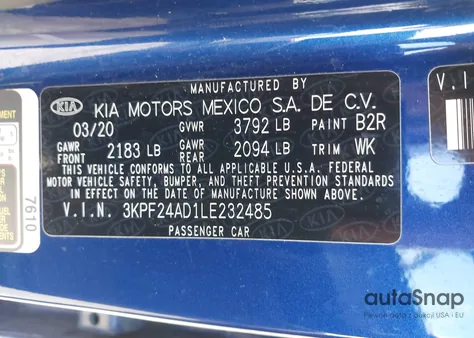 MANUFACTURED BY
KIA KIA MOTORS MEXICO S.A. DE C.V.
03/20 GVWR 3792 LB PAINT B2R
GAWR FRONT 2183 LB GAWR REAR 2094 LB TRIM WK
THIS VEHICLE CONFORMS TO ALL APPLICABLE U.S.A. FEDERAL
MOTOR VEHICLE SAFETY, BUMPER, AND THEFT PREVENTION
STANDARDS IN EFFECT ON THE DATE OF MANUFACTURE SHOWN ABOVE.
V.I.N. 3KPF24AD1LE232485
PASSENGER CAR
7610
V.I
autoSnap